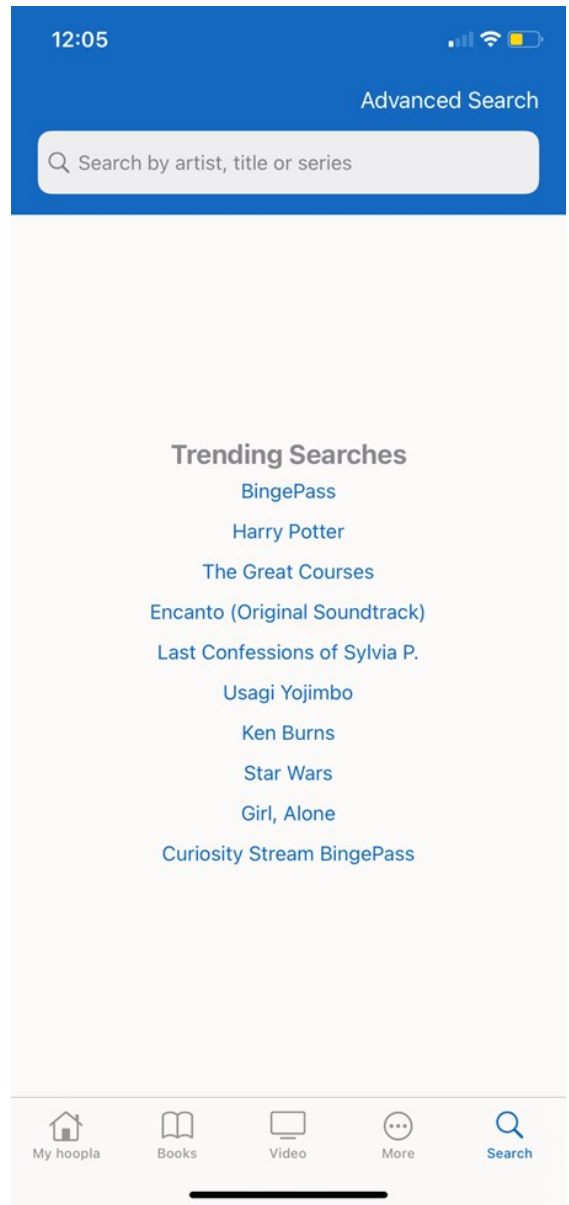 12:05
Advanced Search
Search by artist, title or series
Trending Searches
BingePass
Harry Potter
The Great Courses
Encanto (Original Soundtrack)
Last Confessions of Sylvia P.
Usagi Yojimbo
Ken Burns
Star Wars
Girl, Alone
Curiosity Stream BingePass
My hoopla Books Video More Search